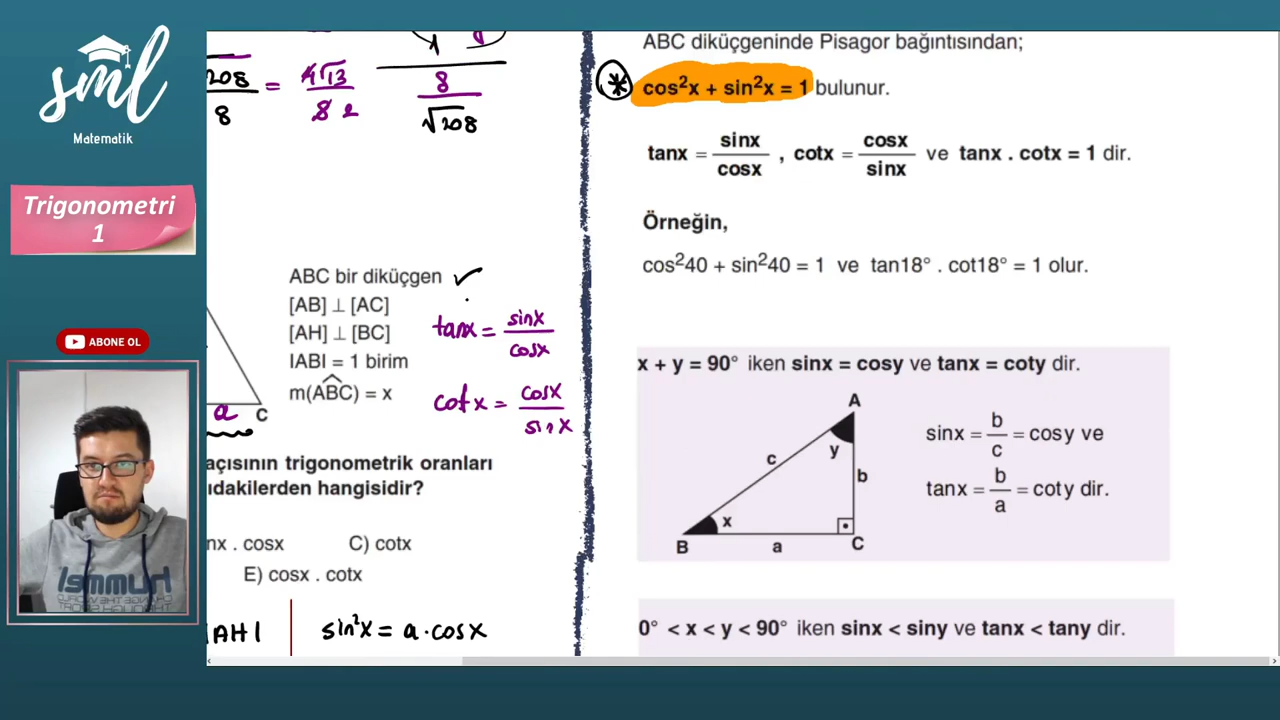 sml
Matematik
Trigonometri
1
ABONE OL
hummel
208
8
= 4√13
8 2
8
√208
ABC bir diküçgen
[AB] ⊥ [AC]
[AH] ⊥ [BC]
IABI = 1 birim
m(ABC) = x
a
C
tanx = sinx
cosx
cotx = cosx
sinx
açısının trigonometrik oranları
ıdakilerden hangisidir?
nx . cosx C) cotx
E) cosx . cotx
IAHI
sin²x = a · cosx
ABC diküçgeninde Pisagor bağıntısından;
cos²x + sin²x = 1 bulunur.
tanx = sinx/cosx , cotx = cosx/sinx ve tanx . cotx = 1 dir.
Örneğin,
cos²40 + sin²40 = 1 ve tan18° . cot18° = 1 olur.
x + y = 90° iken sinx = cosy ve tanx = coty dir.
A
y
c
b
x
B
a
C
sinx = b/c = cosy ve
tanx = b/a = coty dir.
0° < x < y < 90° iken sinx < siny ve tanx < tany dir.